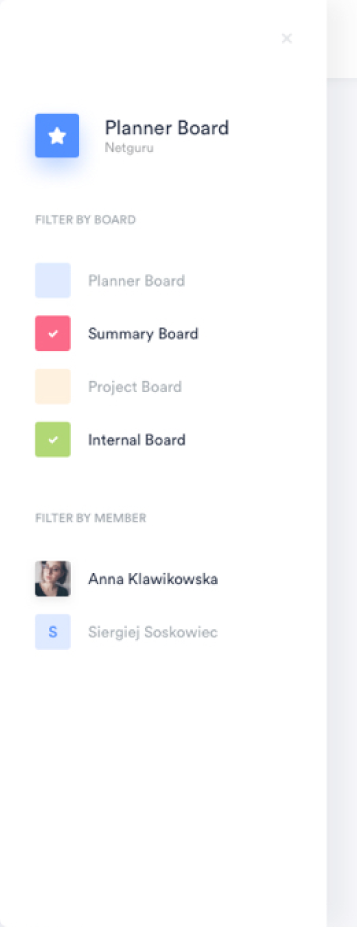 Planner Board
Netguru
FILTER BY BOARD
Planner Board
Summary Board
Project Board
Internal Board
FILTER BY MEMBER
Anna Klawikowska
S
Siergiej Soskowiec